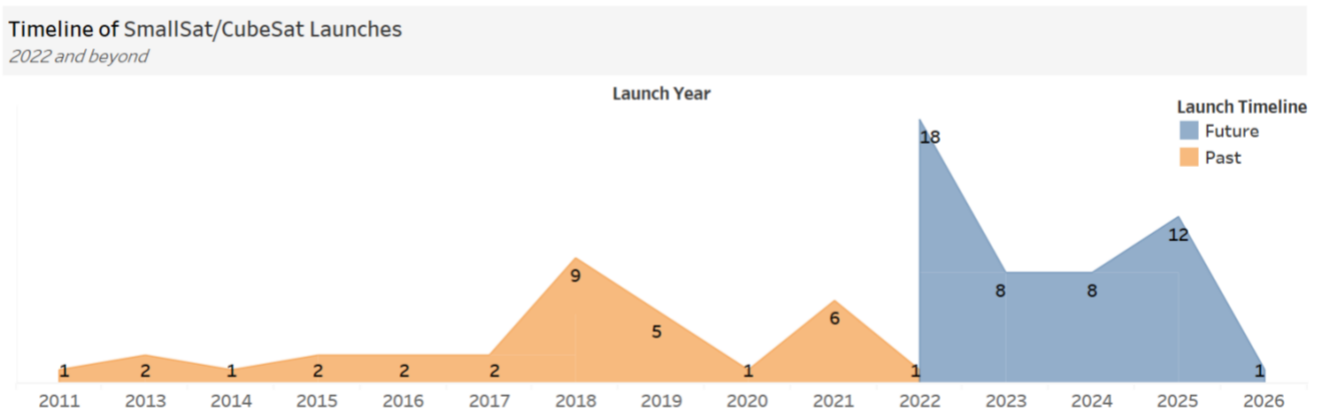 Timeline of SmallSat/CubeSat Launches
2022 and beyond
Launch Year
Launch Timeline
Future
Past
18
12
9
8
8
6
5
1
2
1
2
2
2
1
1
1
2011 2013 2014 2015 2016 2017 2018 2019 2020 2021 2022 2023 2024 2025 2026